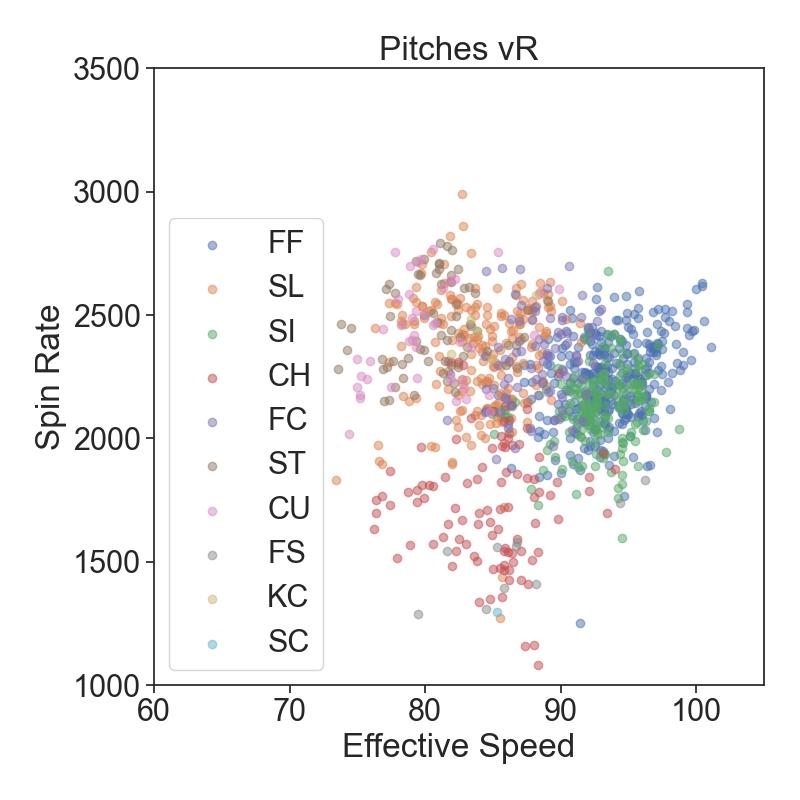 Pitches vR
3500
3000
2500
2000
1500
1000
Spin Rate
FF
SL
SI
CH
FC
ST
CU
FS
KC
SC
60 70 80 90 100
Effective Speed